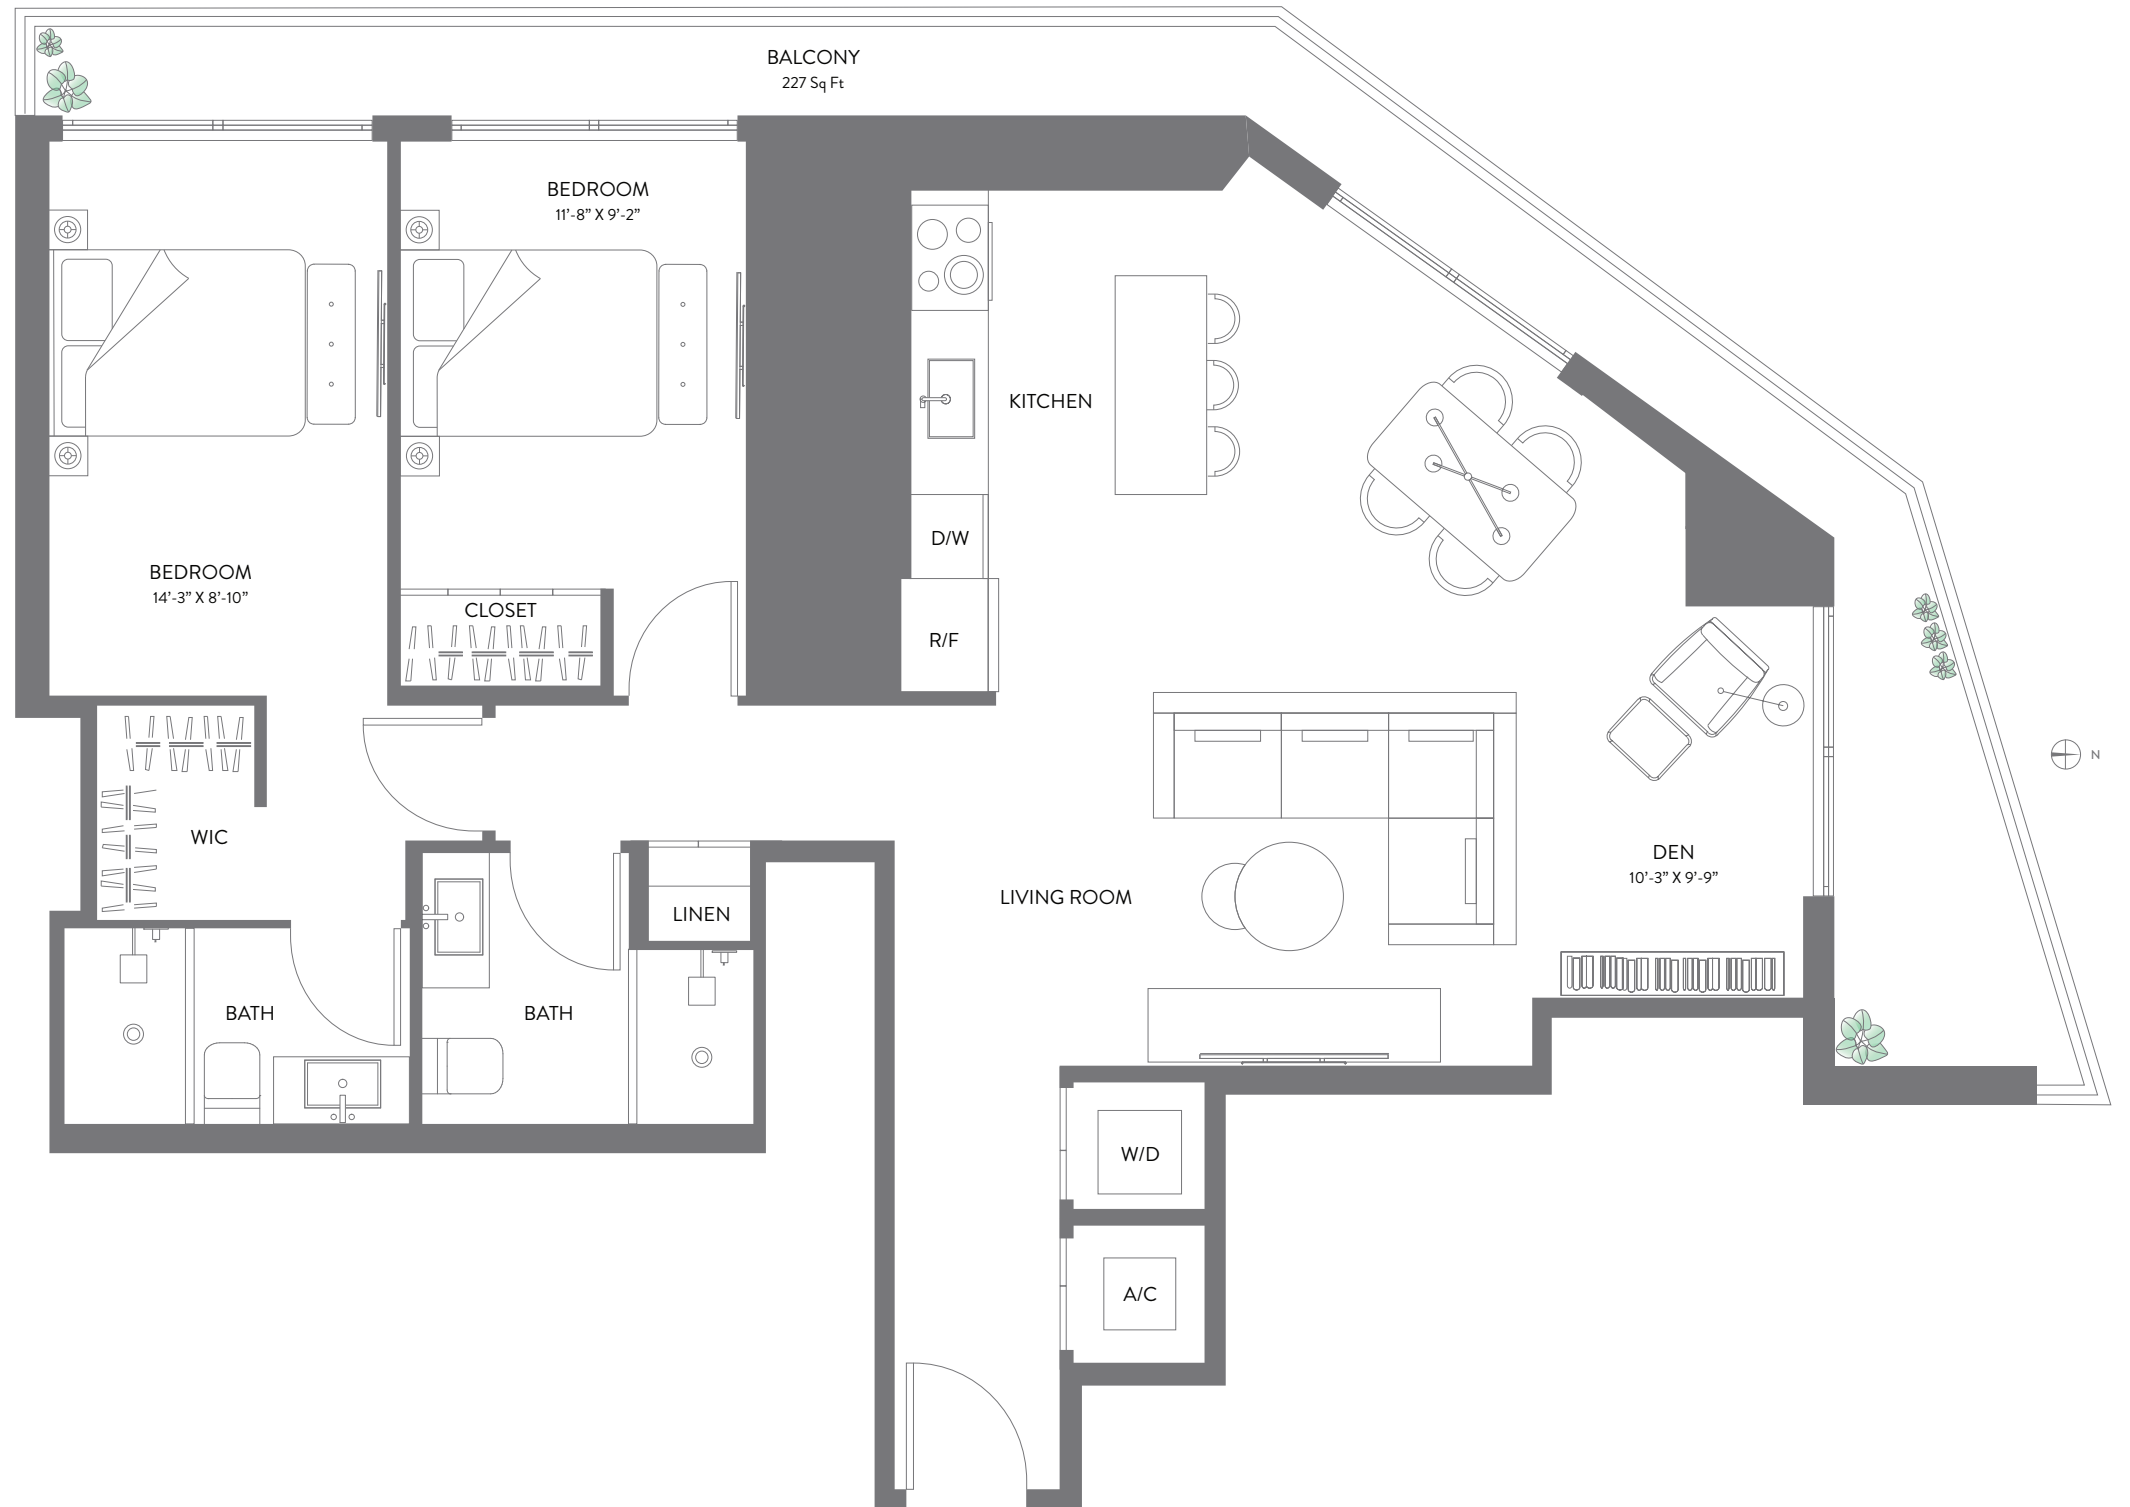 BALCONY
227 Sq Ft
BEDROOM
11’-8” X 9’-2”
KITCHEN
D/W
BEDROOM
14’-3” X 8’-10”
CLOSET
R/F
N
WIC
DEN
10’-3” X 9’-9”
LIVING ROOM
LINEN
BATH
BATH
W/D
A/C